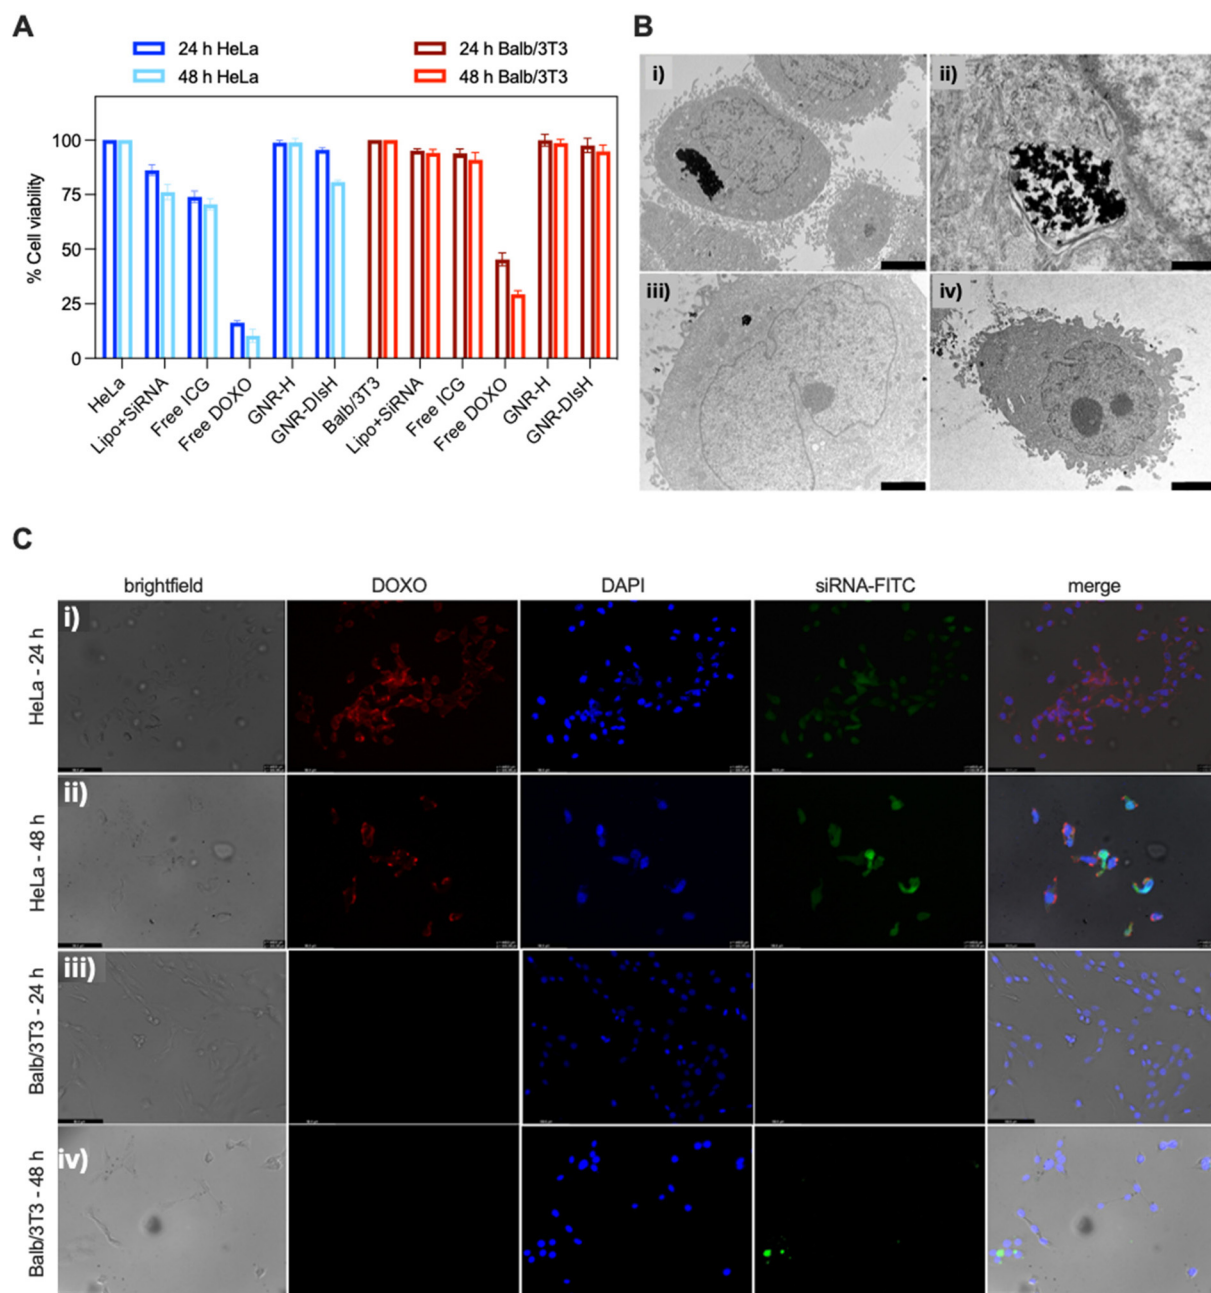 A
24 h HeLa
48 h HeLa
24 h Balb/3T3
48 h Balb/3T3
% Cell viability
100
75
50
25
0
HeLa
Lipo+SiRNA
Free ICG
Free DOXO
GNR-H
GNR-DIsH
Balb/3T3
Lipo+SiRNA
Free ICG
Free DOXO
GNR-H
GNR-DIsH
B
i)
ii)
iii)
iv)
C
brightfield DOXO DAPI siRNA-FITC merge
HeLa - 24 h
i)
HeLa - 48 h
ii)
Balb/3T3 - 24 h
iii)
Balb/3T3 - 48 h
iv)